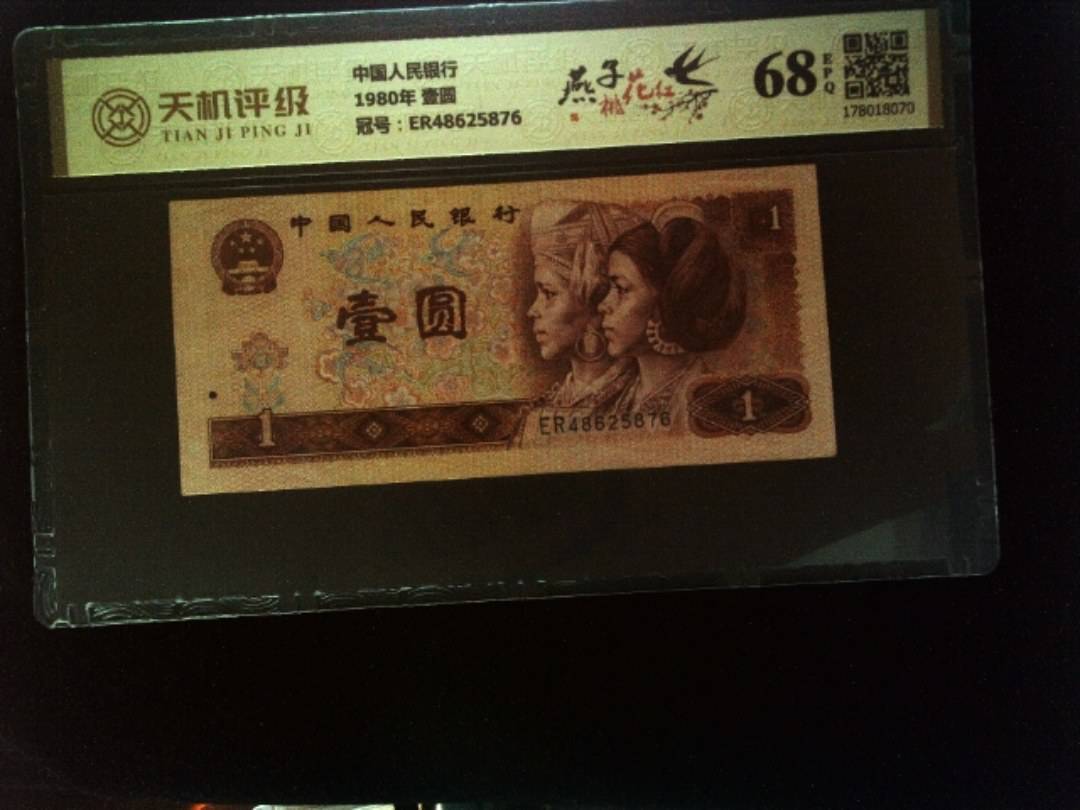 天机评级
TIAN JI PING JI
中国人民银行
1980年 壹圆
冠号：ER48625876
燕子
桃花红
68
EPQ
178018070
中国人民银行
1
壹圆
1
ER48625876
1